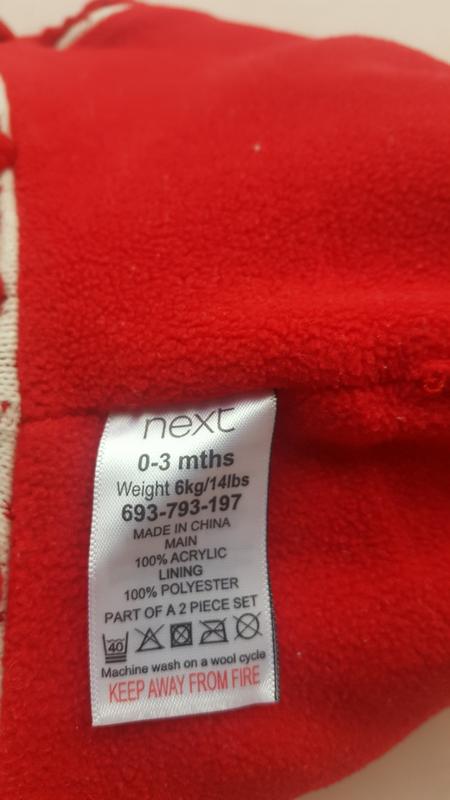 next
0-3 mths
Weight 6kg/14lbs
693-793-197
MADE IN CHINA
MAIN
100% ACRYLIC
LINING
100% POLYESTER
PART OF A 2 PIECE SET
40
Machine wash on a wool cycle
KEEP AWAY FROM FIRE